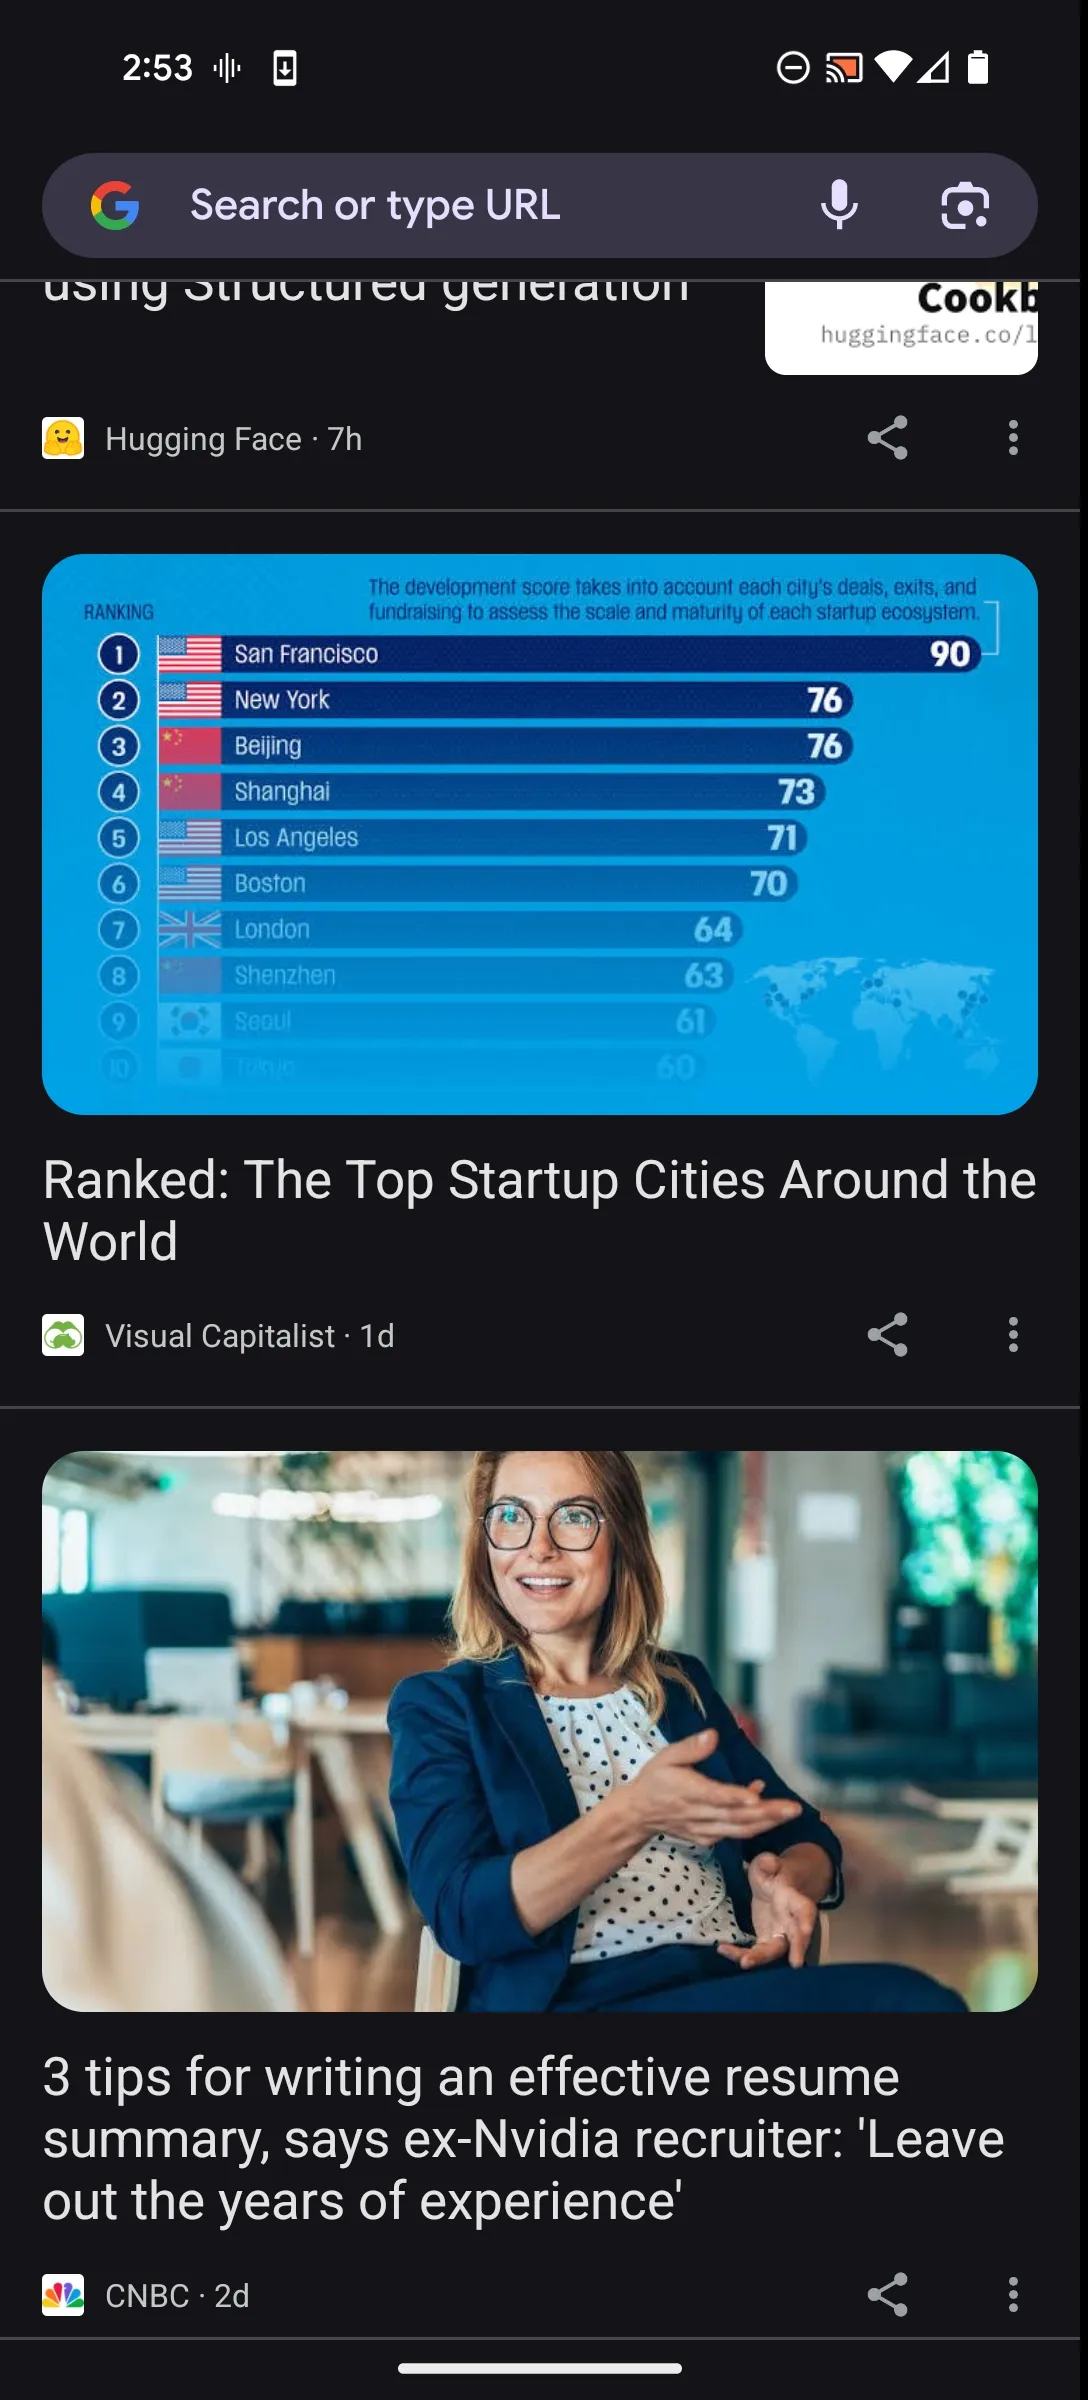 2:53
Search or type URL
using Structured generation
Cookb
huggingface.co/l
Hugging Face · 7h
The development score takes into account each city's deals, exits, and
fundraising to assess the scale and maturity of each startup ecosystem.
RANKING
1 San Francisco 90
2 New York 76
3 Beijing 76
4 Shanghai 73
5 Los Angeles 71
6 Boston 70
7 London 64
8 Shenzhen 63
9 Seoul 61
10 Tokyo 60
Ranked: The Top Startup Cities Around the
World
Visual Capitalist · 1d
3 tips for writing an effective resume
summary, says ex-Nvidia recruiter: 'Leave
out the years of experience'
CNBC · 2d